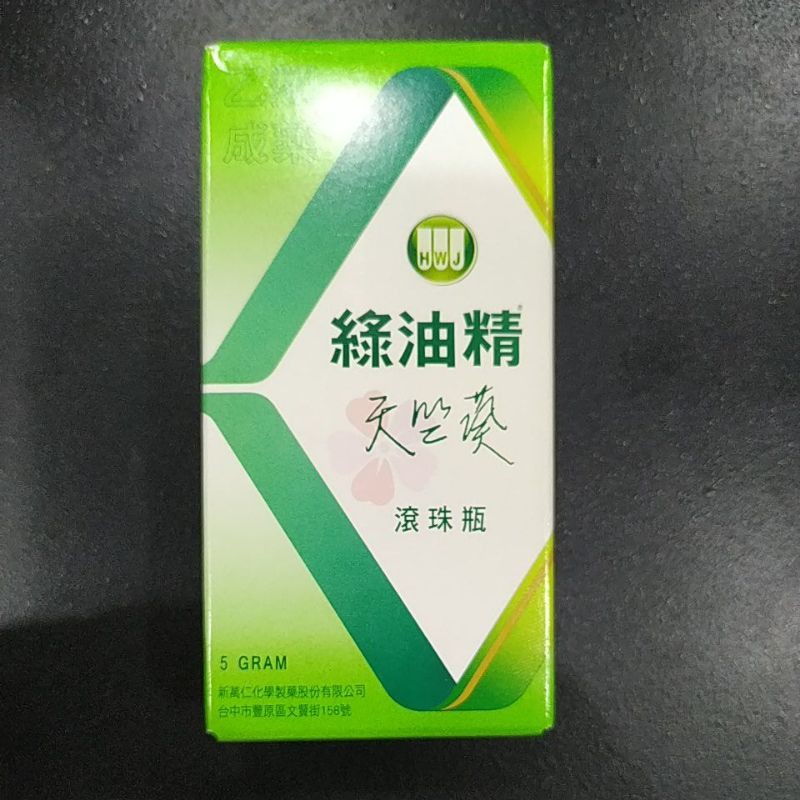 乙類
成藥
HWJ
綠油精®
天竺葵
滾珠瓶
5 GRAM
新萬仁化學製藥股份有限公司
台中市豐原區文賢街158號